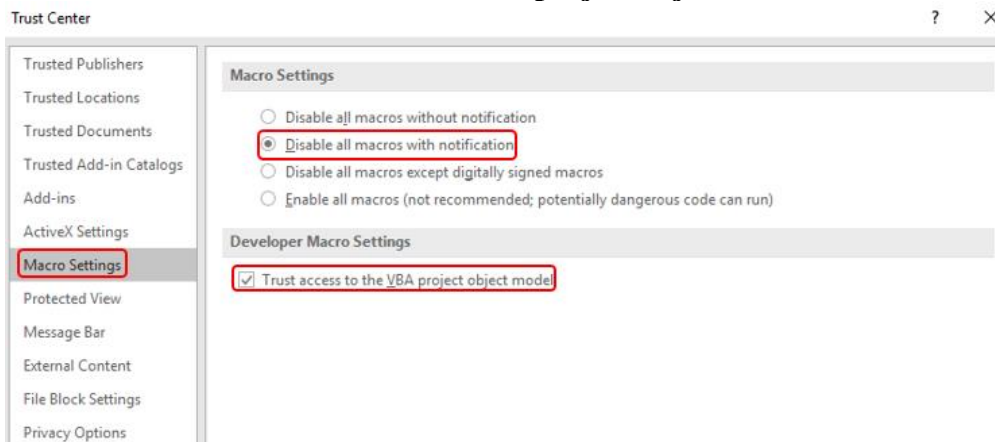 Trust Center
?
Trusted Publishers
Trusted Locations
Trusted Documents
Trusted Add-in Catalogs
Add-ins
ActiveX Settings
Macro Settings
Protected View
Message Bar
External Content
File Block Settings
Privacy Options
Macro Settings
Disable all macros without notification
Disable all macros with notification
Disable all macros except digitally signed macros
Enable all macros (not recommended; potentially dangerous code can run)
Developer Macro Settings
Trust access to the VBA project object model